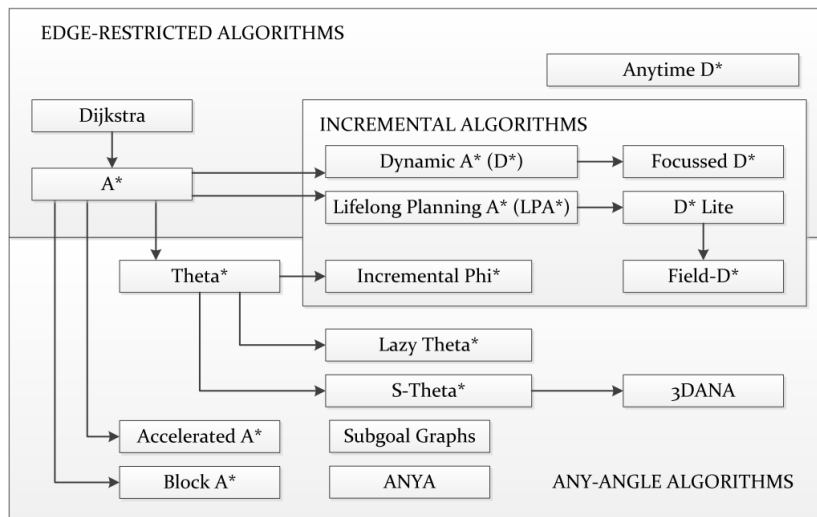 EDGE-RESTRICTED ALGORITHMS
Anytime D*
Dijkstra
INCREMENTAL ALGORITHMS
Dynamic A* (D*)
Focussed D*
A*
Lifelong Planning A* (LPA*)
D* Lite
Theta*
Incremental Phi*
Field-D*
Lazy Theta*
S-Theta*
3DANA
Accelerated A*
Subgoal Graphs
Block A*
ANYA
ANY-ANGLE ALGORITHMS